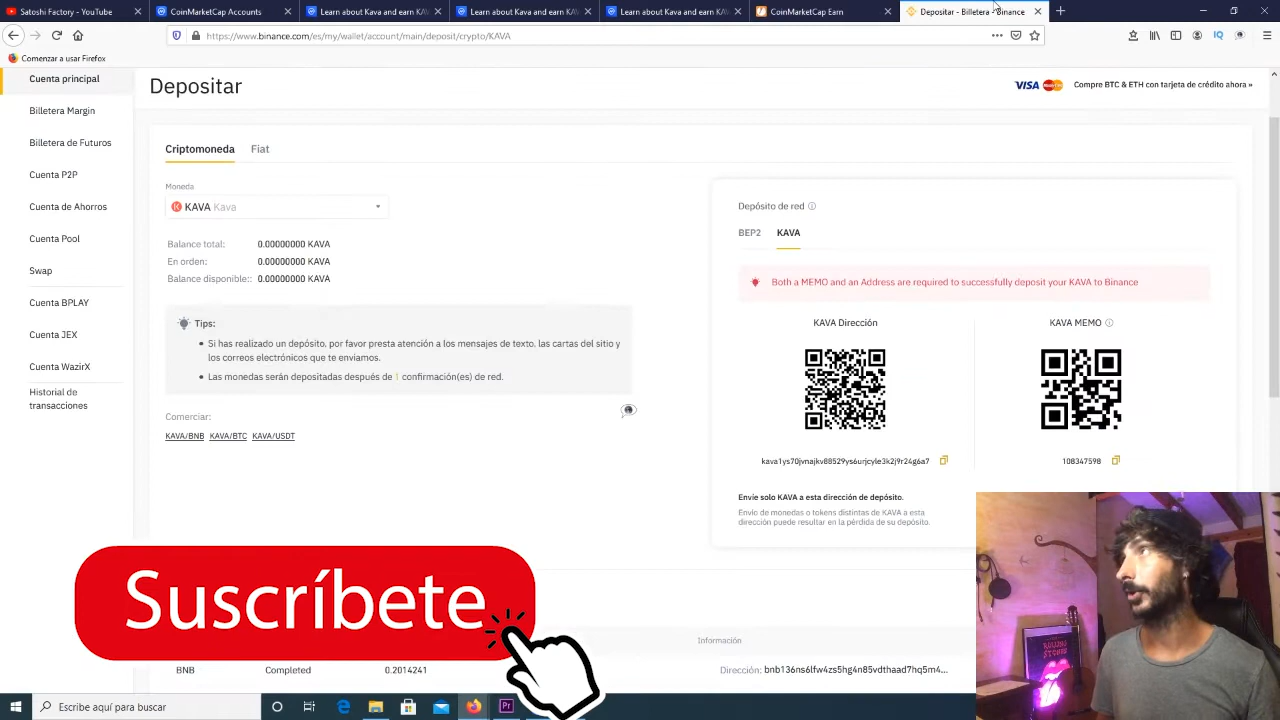 YouTube Studio
CoinMarketCap Accounts
Learn about Kava and earn KAV
Learn about Kava and earn KAV
Learn about Kava and earn KAV
CoinMarketCap Earn
Depositar - Billetera - Binance
https://www.binance.com/es/my/wallet/account/main/deposit/crypto/KAVA
Comenzar a usar Firefox
Cuenta principal
Billetera Margin
Billetera de Futuros
Cuenta P2P
Cuenta de Ahorros
Cuenta Pool
Swap
Cuenta BPLAY
Cuenta JEX
Cuenta WazirX
Historial de
transacciones
Depositar
VISA
Compre BTC & ETH con tarjeta de crédito ahora »
Criptomoneda Fiat
Moneda
KAVA Kava
Balance total: 0.00000000 KAVA
En orden: 0.00000000 KAVA
Balance disponible:: 0.00000000 KAVA
Tips:
Si has realizado un depósito, por favor presta atención a los mensajes de texto, las cartas del sitio y
los correos electrónicos que te enviamos.
Las monedas serán depositadas después de 1 confirmación(es) de red.
Comerciar:
KAVA/BNB KAVA/BTC KAVA/USDT
Depósito de red
BEP2 KAVA
Both a MEMO and an Address are required to successfully deposit your KAVA to Binance
KAVA Dirección
KAVA MEMO
kava1ys70jvnajkv88529ys6urjcyle3k2j9r24g6a7
108347598
Envíe solo KAVA a esta dirección de depósito.
Envío de monedas o tokens distintas de KAVA a esta
dirección puede resultar en la pérdida de su depósito.
Suscríbete
Información
BNB Completed 0.2014241 Dirección: bnb136ns6lfw4zs5hg4n85vdthaad7hq5m4...
Escribe aquí para buscar
Pr